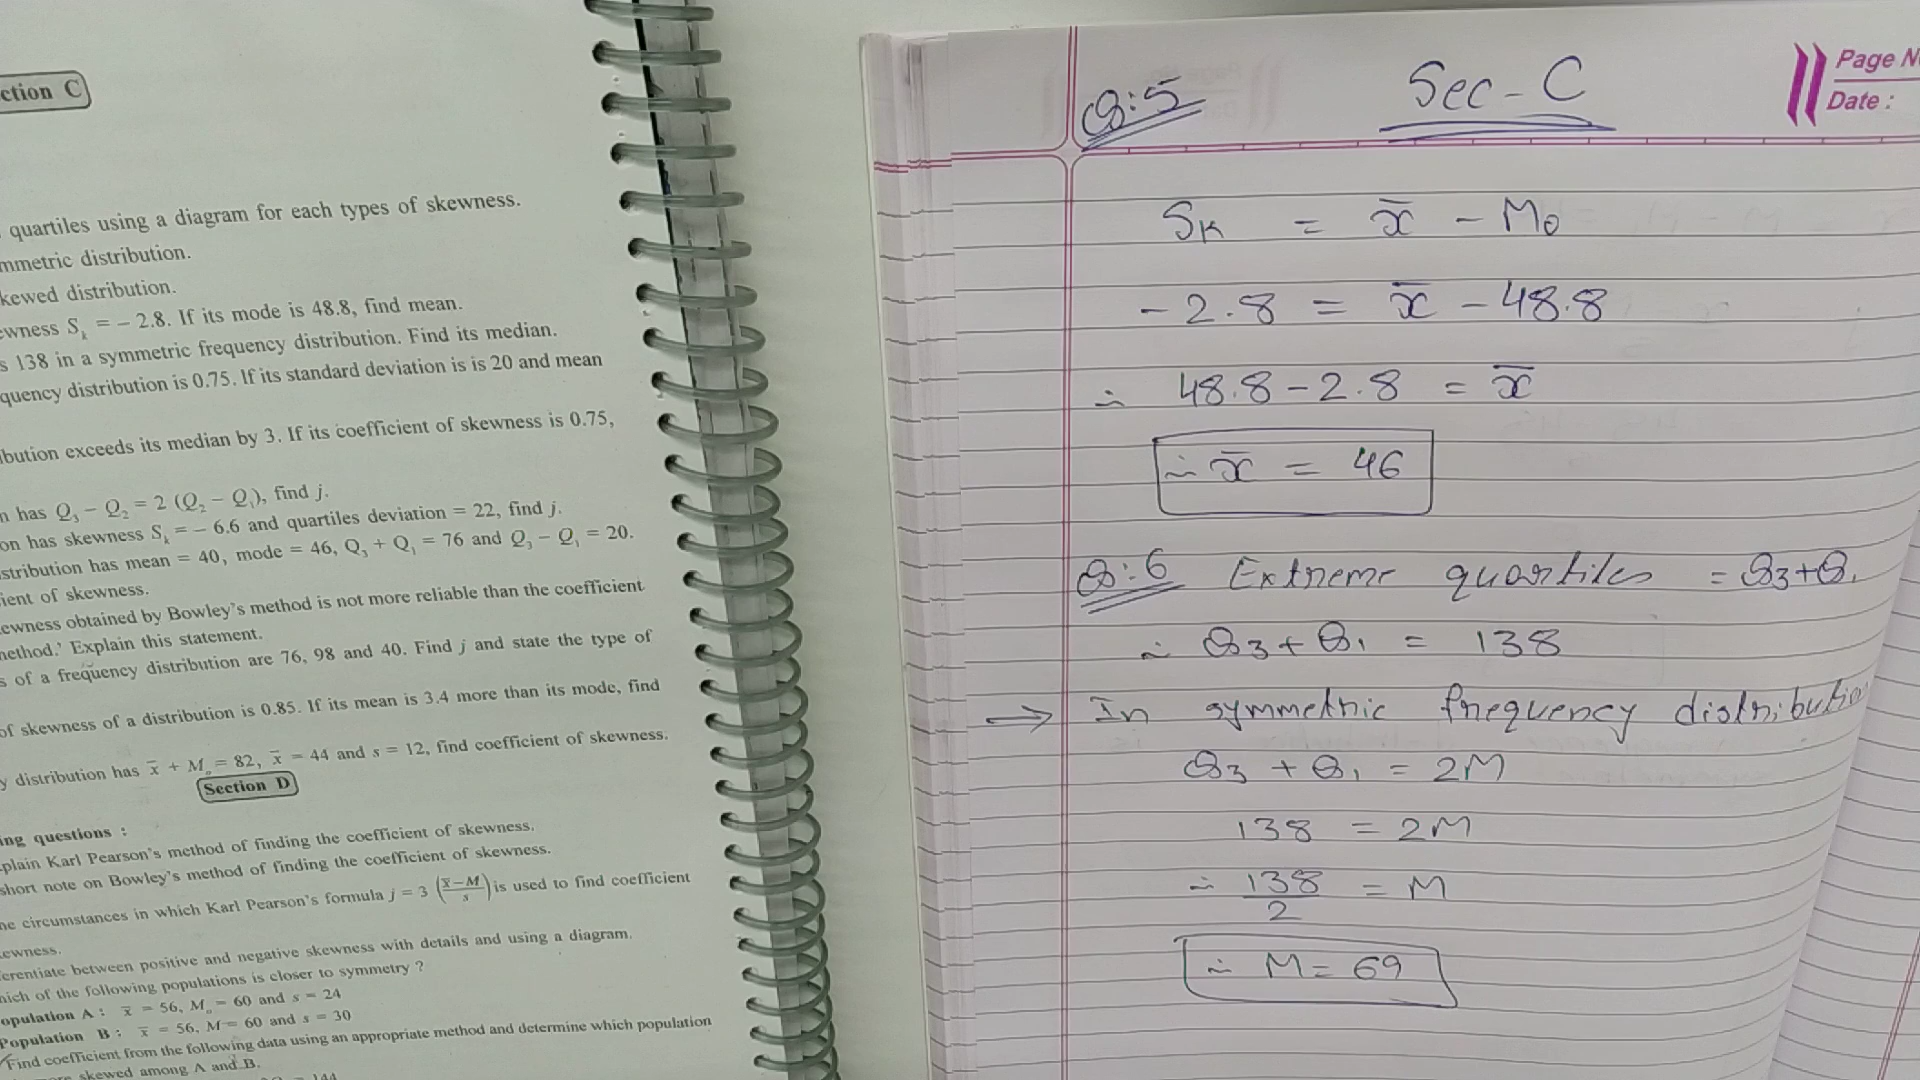 ction C
quartiles using a diagram for each types of skewness.
mmetric distribution.
kewed distribution.
ewness Sₖ = – 2.8. If its mode is 48.8, find mean.
s 138 in a symmetric frequency distribution. Find its median.
quency distribution is 0.75. If its standard deviation is is 20 and mean
ibution exceeds its median by 3. If its coefficient of skewness is 0.75,
n has Q₃ – Q₂ = 2 (Q₂ – Q₁), find j.
on has skewness Sₖ = – 6.6 and quartiles deviation = 22, find j.
stribution has mean = 40, mode = 46, Q₃ + Q₁ = 76 and Q₃ – Q₁ = 20.
ient of skewness.
ewness obtained by Bowley's method is not more reliable than the coefficient
nethod.' Explain this statement.
s of a frequency distribution are 76, 98 and 40. Find j and state the type of
of skewness of a distribution is 0.85. If its mean is 3.4 more than its mode, find
y distribution has x̄ + Mₒ = 82, x̄ = 44 and s = 12, find coefficient of skewness.
Section D
ing questions :
plain Karl Pearson's method of finding the coefficient of skewness.
short note on Bowley's method of finding the coefficient of skewness.
he circumstances in which Karl Pearson's formula j = 3 (x̄–M/s) is used to find coefficient
ewness.
erentiate between positive and negative skewness with details and using a diagram.
hich of the following populations is closer to symmetry ?
opulation A : x̄ = 56, Mₒ = 60 and s = 24
Population B : x̄ = 56, M = 60 and s = 30
Find coefficient from the following data using an appropriate method and determine which population
more skewed among A and B.
= 144
Page N
Date :
Q:5 Sec - C
Sₖ = x̄ - M₀
-2.8 = x̄ - 48.8
∴ 48.8 - 2.8 = x̄
∴ x̄ = 46
Q:6 Extreme quartiles = Q3+Q₁
∴ Q3 + Q₁ = 138
→ In symmetric frequency distribution
Q3 + Q₁ = 2M
138 = 2M
∴ 138/2 = M
∴ M = 69